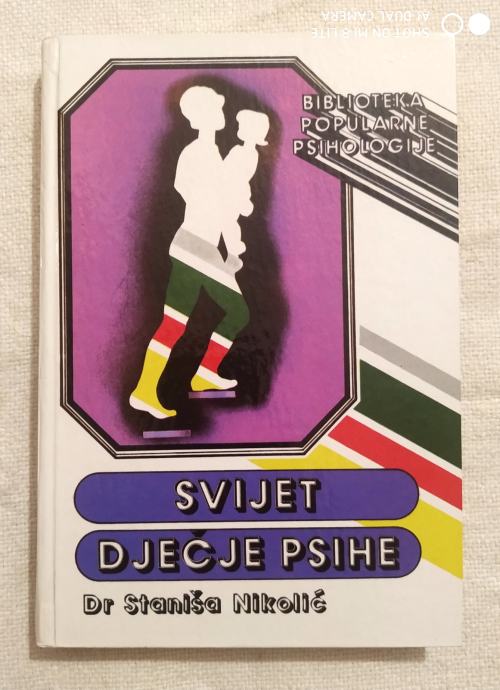 SHOT ON MI 8 LITE
AI DUAL CAMERA
BIBLIOTEKA
POPULARNE
PSIHOLOGIJE
SVIJET
DJEČJE PSIHE
Dr Staniša Nikolić